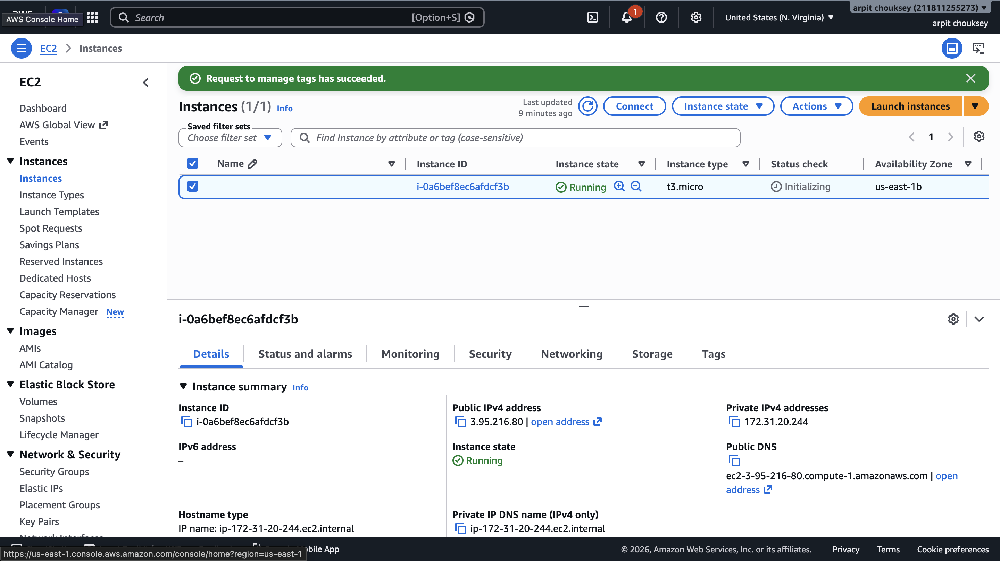 AWS Console Home
Search
[Option+S]
1
United States (N. Virginia)
arpit chouksey (211811255273)
arpit chouksey
EC2
Instances
EC2
Dashboard
AWS Global View
Events
Instances
Instances
Instance Types
Launch Templates
Spot Requests
Savings Plans
Reserved Instances
Dedicated Hosts
Capacity Reservations
Capacity Manager New
Images
AMIs
AMI Catalog
Elastic Block Store
Volumes
Snapshots
Lifecycle Manager
Network & Security
Security Groups
Elastic IPs
Placement Groups
Key Pairs
Request to manage tags has succeeded.
Instances (1/1) Info
Last updated
9 minutes ago
Connect
Instance state
Actions
Launch instances
Saved filter sets
Choose filter set
Find Instance by attribute or tag (case-sensitive)
1
Name
Instance ID
Instance state
Instance type
Status check
Availability Zone
i-0a6bef8ec6afdcf3b
Running
t3.micro
Initializing
us-east-1b
i-0a6bef8ec6afdcf3b
Details
Status and alarms
Monitoring
Security
Networking
Storage
Tags
Instance summary Info
Instance ID
i-0a6bef8ec6afdcf3b
Public IPv4 address
3.95.216.80 | open address
Private IPv4 addresses
172.31.20.244
IPv6 address
–
Instance state
Running
Public DNS
ec2-3-95-216-80.compute-1.amazonaws.com | open
address
Hostname type
IP name: ip-172-31-20-244.ec2.internal
Private IP DNS name (IPv4 only)
ip-172-31-20-244.ec2.internal
https://us-east-1.console.aws.amazon.com/console/home?region=us-east-1
Mobile App
© 2026, Amazon Web Services, Inc. or its affiliates.
Privacy
Terms
Cookie preferences